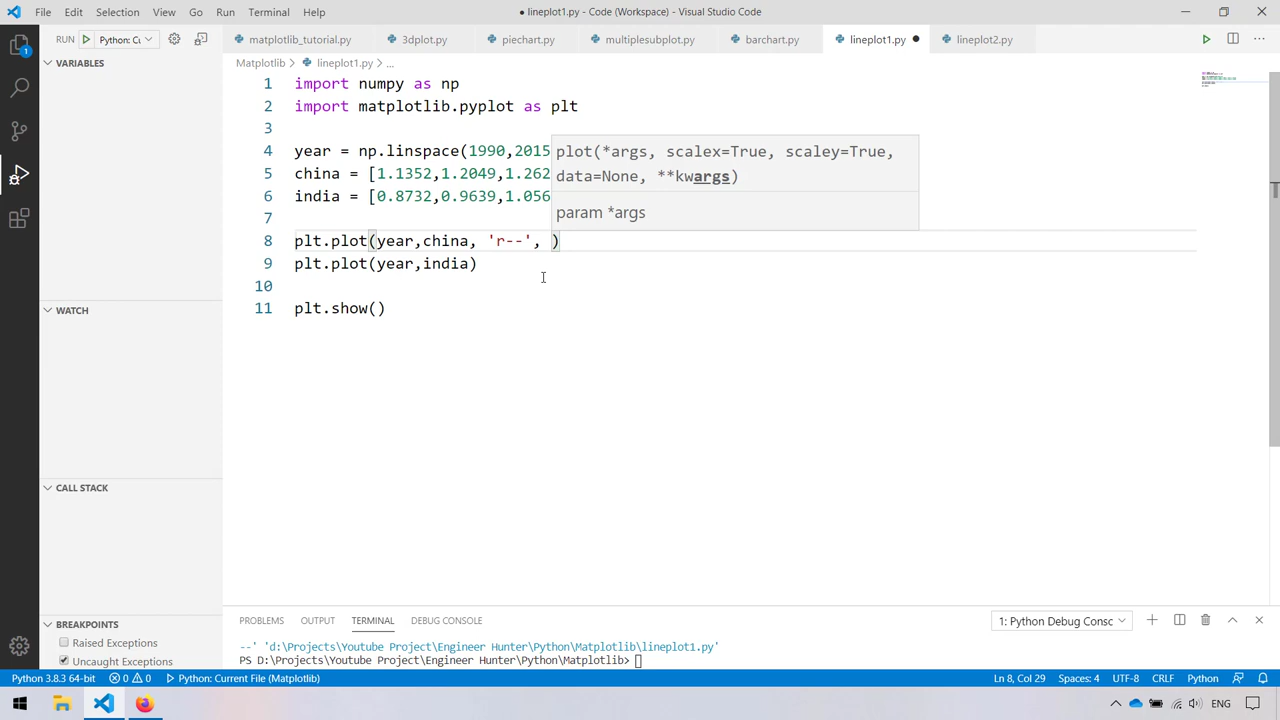 File Edit Selection View Go Run Terminal Help
● lineplot1.py - Code (Workspace) - Visual Studio Code
RUN Python: Cu
matplotlib_tutorial.py 3dplot.py piechart.py multiplesubplot.py barchart.py lineplot1.py ● lineplot2.py
VARIABLES
Matplotlib > lineplot1.py > ...
1 import numpy as np
2 import matplotlib.pyplot as plt
3
4 year = np.linspace(1990,2015
5 china = [1.1352,1.2049,1.262
6 india = [0.8732,0.9639,1.056
plot(*args, scalex=True, scaley=True,
data=None, **kwargs)
param *args
7
8 plt.plot(year,china, 'r--', )
9 plt.plot(year,india)
10
11 plt.show()
WATCH
CALL STACK
BREAKPOINTS
Raised Exceptions
Uncaught Exceptions
PROBLEMS OUTPUT TERMINAL DEBUG CONSOLE
1: Python Debug Consc
--' 'd:\Projects\Youtube Project\Engineer Hunter\Python\Matplotlib\lineplot1.py'
PS D:\Projects\Youtube Project\Engineer Hunter\Python\Matplotlib>
Python 3.8.3 64-bit 0 0 Python: Current File (Matplotlib)
Ln 8, Col 29 Spaces: 4 UTF-8 CRLF Python
ENG